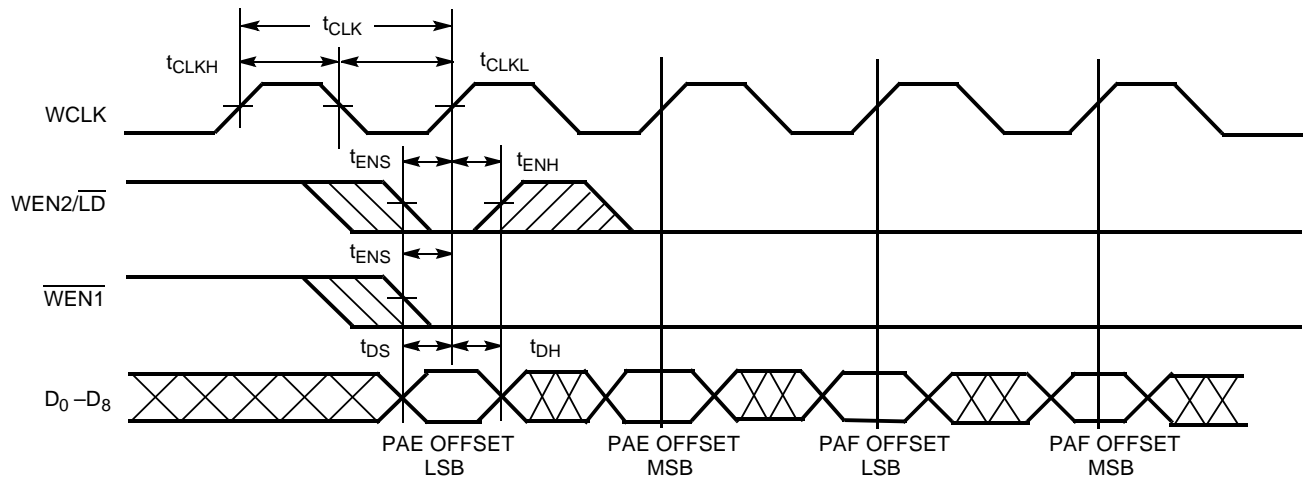 tCLK
tCLKH
tCLKL
WCLK
tENS
tENH
WEN2/LD
tENS
WEN1
tDS
tDH
D0 –D8
PAE OFFSET
LSB
PAE OFFSET
MSB
PAF OFFSET
LSB
PAF OFFSET
MSB